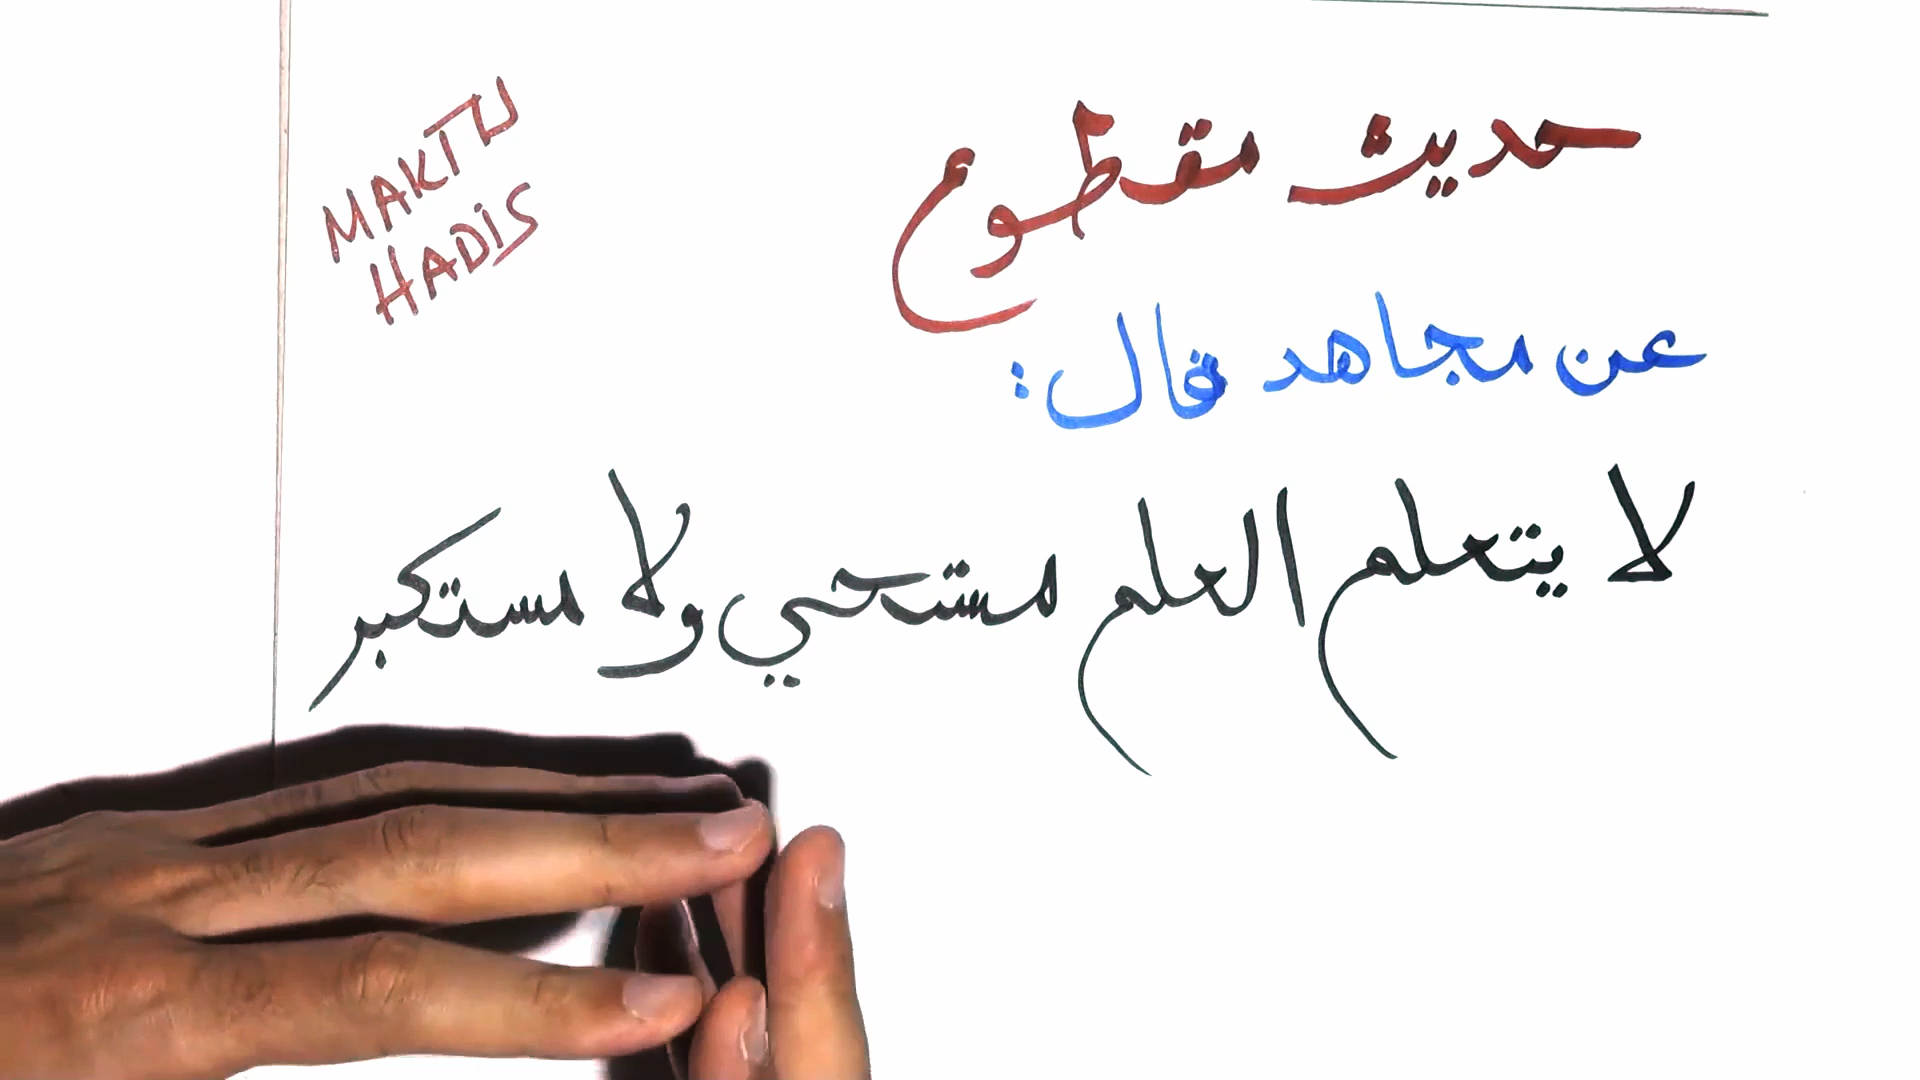 حديث مقطوع
MAKTU
HADİS
عن مجاهد قال:
لا يتعلم العلم مستحي ولا مستكبر